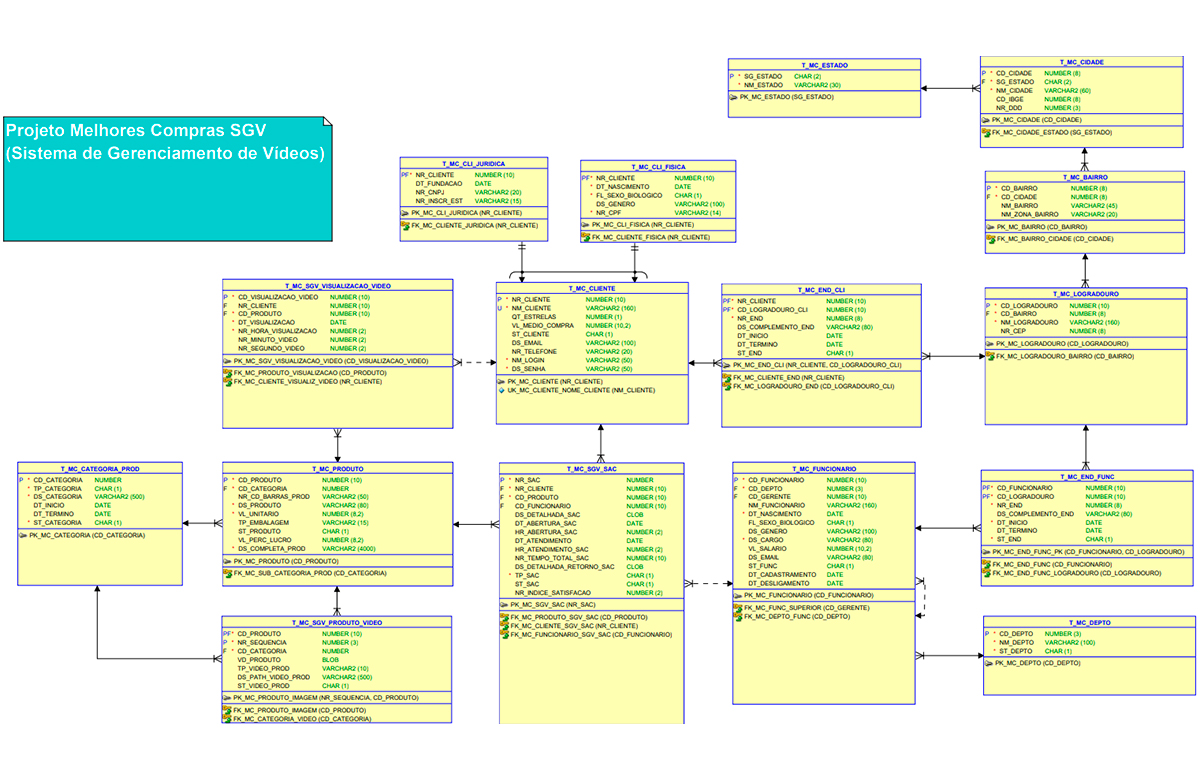 Projeto Melhores Compras SGV
(Sistema de Gerenciamento de Vídeos)
T_MC_ESTADO
P * SG_ESTADO CHAR (2)
* NM_ESTADO VARCHAR2 (30)
PK_MC_ESTADO (SG_ESTADO)
T_MC_CIDADE
P * CD_CIDADE NUMBER (8)
F * SG_ESTADO CHAR (2)
* NM_CIDADE VARCHAR2 (60)
CD_IBGE NUMBER (8)
NR_DDD NUMBER (3)
PK_MC_CIDADE (CD_CIDADE)
FK_MC_CIDADE_ESTADO (SG_ESTADO)
T_MC_CLI_JURIDICA
PF* NR_CLIENTE NUMBER (10)
DT_FUNDACAO DATE
NR_CNPJ VARCHAR2 (20)
NR_INSCR_EST VARCHAR2 (15)
PK_MC_CLI_JURIDICA (NR_CLIENTE)
FK_MC_CLIENTE_JURIDICA (NR_CLIENTE)
T_MC_CLI_FISICA
PF* NR_CLIENTE NUMBER (10)
* DT_NASCIMENTO DATE
* FL_SEXO_BIOLOGICO CHAR (1)
DS_GENERO VARCHAR2 (100)
* NR_CPF VARCHAR2 (14)
PK_MC_CLI_FISICA (NR_CLIENTE)
FK_MC_CLIENTE_FISICA (NR_CLIENTE)
T_MC_BAIRRO
P * CD_BAIRRO NUMBER (8)
F * CD_CIDADE NUMBER (8)
NM_BAIRRO VARCHAR2 (45)
NM_ZONA_BAIRRO VARCHAR2 (20)
PK_MC_BAIRRO (CD_BAIRRO)
FK_MC_BAIRRO_CIDADE (CD_CIDADE)
T_MC_SGV_VISUALIZACAO_VIDEO
P * CD_VISUALIZACAO_VIDEO NUMBER (10)
F NR_CLIENTE NUMBER (10)
F * CD_PRODUTO NUMBER (10)
* DT_VISUALIZACAO DATE
* NR_HORA_VISUALIZACAO NUMBER (2)
NR_MINUTO_VIDEO NUMBER (2)
NR_SEGUNDO_VIDEO NUMBER (2)
PK_MC_SGV_VISUALIZACAO_VIDEO (CD_VISUALIZACAO_VIDEO)
FK_MC_PRODUTO_VISUALIZACAO (CD_PRODUTO)
FK_MC_CLIENTE_VISUALIZ_VIDEO (NR_CLIENTE)
T_MC_CLIENTE
P * NR_CLIENTE NUMBER (10)
U * NM_CLIENTE VARCHAR2 (160)
QT_ESTRELAS NUMBER (1)
VL_MEDIO_COMPRA NUMBER (10,2)
ST_CLIENTE CHAR (1)
DS_EMAIL VARCHAR2 (100)
NR_TELEFONE VARCHAR2 (20)
* NM_LOGIN VARCHAR2 (50)
* DS_SENHA VARCHAR2 (50)
PK_MC_CLIENTE (NR_CLIENTE)
UK_MC_CLIENTE_NOME_CLIENTE (NM_CLIENTE)
T_MC_END_CLI
PF* NR_CLIENTE NUMBER (10)
PF* CD_LOGRADOURO_CLI NUMBER (10)
* NR_END NUMBER (8)
DS_COMPLEMENTO_END VARCHAR2 (80)
DT_INICIO DATE
DT_TERMINO DATE
ST_END CHAR (1)
PK_MC_END_CLI (NR_CLIENTE, CD_LOGRADOURO_CLI)
FK_MC_CLIENTE_END (NR_CLIENTE)
FK_MC_LOGRADOURO_END (CD_LOGRADOURO_CLI)
T_MC_LOGRADOURO
P * CD_LOGRADOURO NUMBER (10)
F * CD_BAIRRO NUMBER (8)
* NM_LOGRADOURO VARCHAR2 (160)
NR_CEP NUMBER (8)
PK_MC_LOGRADOURO (CD_LOGRADOURO)
FK_MC_LOGRADOURO_BAIRRO (CD_BAIRRO)
T_MC_CATEGORIA_PROD
P * CD_CATEGORIA NUMBER
* TP_CATEGORIA CHAR (1)
* DS_CATEGORIA VARCHAR2 (500)
DT_INICIO DATE
DT_TERMINO DATE
* ST_CATEGORIA CHAR (1)
PK_MC_CATEGORIA (CD_CATEGORIA)
T_MC_PRODUTO
P * CD_PRODUTO NUMBER (10)
F * CD_CATEGORIA NUMBER
NR_CD_BARRAS_PROD VARCHAR2 (50)
* DS_PRODUTO VARCHAR2 (80)
* VL_UNITARIO NUMBER (8,2)
TP_EMBALAGEM VARCHAR2 (15)
ST_PRODUTO CHAR (1)
VL_PERC_LUCRO NUMBER (8,2)
* DS_COMPLETA_PROD VARCHAR2 (4000)
PK_MC_PRODUTO (CD_PRODUTO)
FK_MC_SUB_CATEGORIA_PROD (CD_CATEGORIA)
T_MC_SGV_SAC
P * NR_SAC NUMBER
F * NR_CLIENTE NUMBER (10)
F * CD_PRODUTO NUMBER (10)
F CD_FUNCIONARIO NUMBER (10)
DS_DETALHADA_SAC CLOB
DT_ABERTURA_SAC DATE
HR_ABERTURA_SAC NUMBER (2)
DT_ATENDIMENTO DATE
HR_ATENDIMENTO_SAC NUMBER (2)
NR_TEMPO_TOTAL_SAC NUMBER (10)
DS_DETALHADA_RETORNO_SAC CLOB
* TP_SAC CHAR (1)
ST_SAC CHAR (1)
NR_INDICE_SATISFACAO NUMBER (2)
PK_MC_SGV_SAC (NR_SAC)
FK_MC_PRODUTO_SGV_SAC (CD_PRODUTO)
FK_MC_CLIENTE_SGV_SAC (NR_CLIENTE)
FK_MC_FUNCIONARIO_SGV_SAC (CD_FUNCIONARIO)
T_MC_FUNCIONARIO
P * CD_FUNCIONARIO NUMBER (10)
F * CD_DEPTO NUMBER (3)
F CD_GERENTE NUMBER (10)
NM_FUNCIONARIO VARCHAR2 (160)
* DT_NASCIMENTO DATE
FL_SEXO_BIOLOGICO CHAR (1)
DS_GENERO VARCHAR2 (100)
* DS_CARGO VARCHAR2 (80)
VL_SALARIO NUMBER (10,2)
DS_EMAIL VARCHAR2 (80)
ST_FUNC CHAR (1)
DT_CADASTRAMENTO DATE
DT_DESLIGAMENTO DATE
PK_MC_FUNCIONARIO (CD_FUNCIONARIO)
FK_MC_FUNC_SUPERIOR (CD_GERENTE)
FK_MC_DEPTO_FUNC (CD_DEPTO)
T_MC_END_FUNC
PF* CD_FUNCIONARIO NUMBER (10)
PF* CD_LOGRADOURO NUMBER (10)
* NR_END NUMBER (8)
DS_COMPLEMENTO_END VARCHAR2 (80)
* DT_INICIO DATE
DT_TERMINO DATE
* ST_END CHAR (1)
PK_MC_END_FUNC_PK (CD_FUNCIONARIO, CD_LOGRADOURO)
FK_MC_END_FUNC (CD_FUNCIONARIO)
FK_MC_END_FUNC_LOGRADOURO (CD_LOGRADOURO)
T_MC_SGV_PRODUTO_VIDEO
PF* CD_PRODUTO NUMBER (10)
P * NR_SEQUENCIA NUMBER (3)
F * CD_CATEGORIA NUMBER
VD_PRODUTO BLOB
TP_VIDEO_PROD VARCHAR2 (10)
DS_PATH_VIDEO_PROD VARCHAR2 (500)
ST_VIDEO_PROD CHAR (1)
PK_MC_PRODUTO_IMAGEM (NR_SEQUENCIA, CD_PRODUTO)
FK_MC_PRODUTO_IMAGEM (CD_PRODUTO)
FK_MC_CATEGORIA_VIDEO (CD_CATEGORIA)
T_MC_DEPTO
P * CD_DEPTO NUMBER (3)
* NM_DEPTO VARCHAR2 (100)
* ST_DEPTO CHAR (1)
PK_MC_DEPTO (CD_DEPTO)